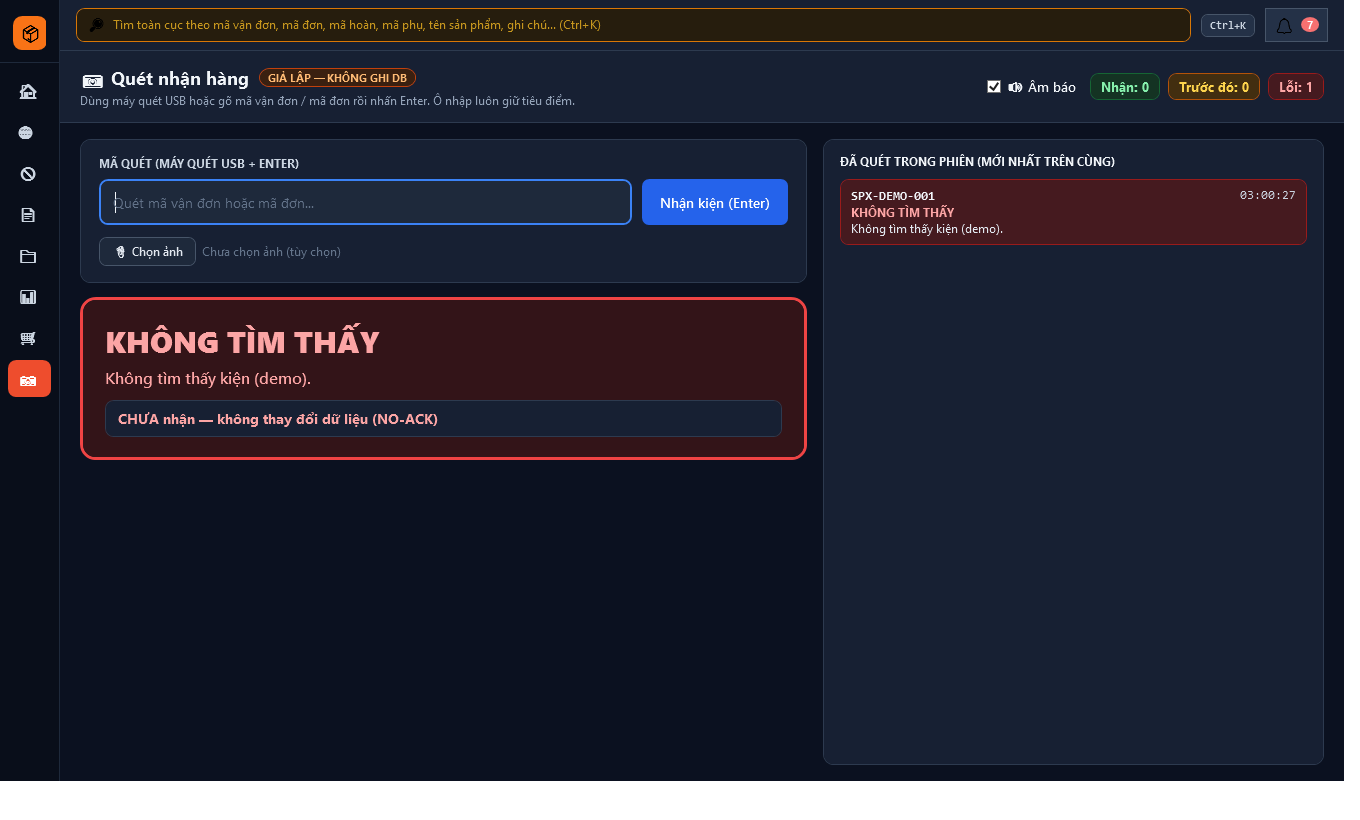 Tìm toàn cục theo mã vận đơn, mã đơn, mã hoàn, mã phụ, tên sản phẩm, ghi chú... (Ctrl+K)
Ctrl+K
7
Quét nhận hàng
GIẢ LẬP — KHÔNG GHI DB
Dùng máy quét USB hoặc gõ mã vận đơn / mã đơn rồi nhấn Enter. Ô nhập luôn giữ tiêu điểm.
Âm báo
Nhận: 0
Trước đó: 0
Lỗi: 1
MÃ QUÉT (MÁY QUÉT USB + ENTER)
Quét mã vận đơn hoặc mã đơn...
Nhận kiện (Enter)
Chọn ảnh
Chưa chọn ảnh (tùy chọn)
KHÔNG TÌM THẤY
Không tìm thấy kiện (demo).
CHƯA nhận — không thay đổi dữ liệu (NO-ACK)
ĐÃ QUÉT TRONG PHIÊN (MỚI NHẤT TRÊN CÙNG)
SPX-DEMO-001
03:00:27
KHÔNG TÌM THẤY
Không tìm thấy kiện (demo).